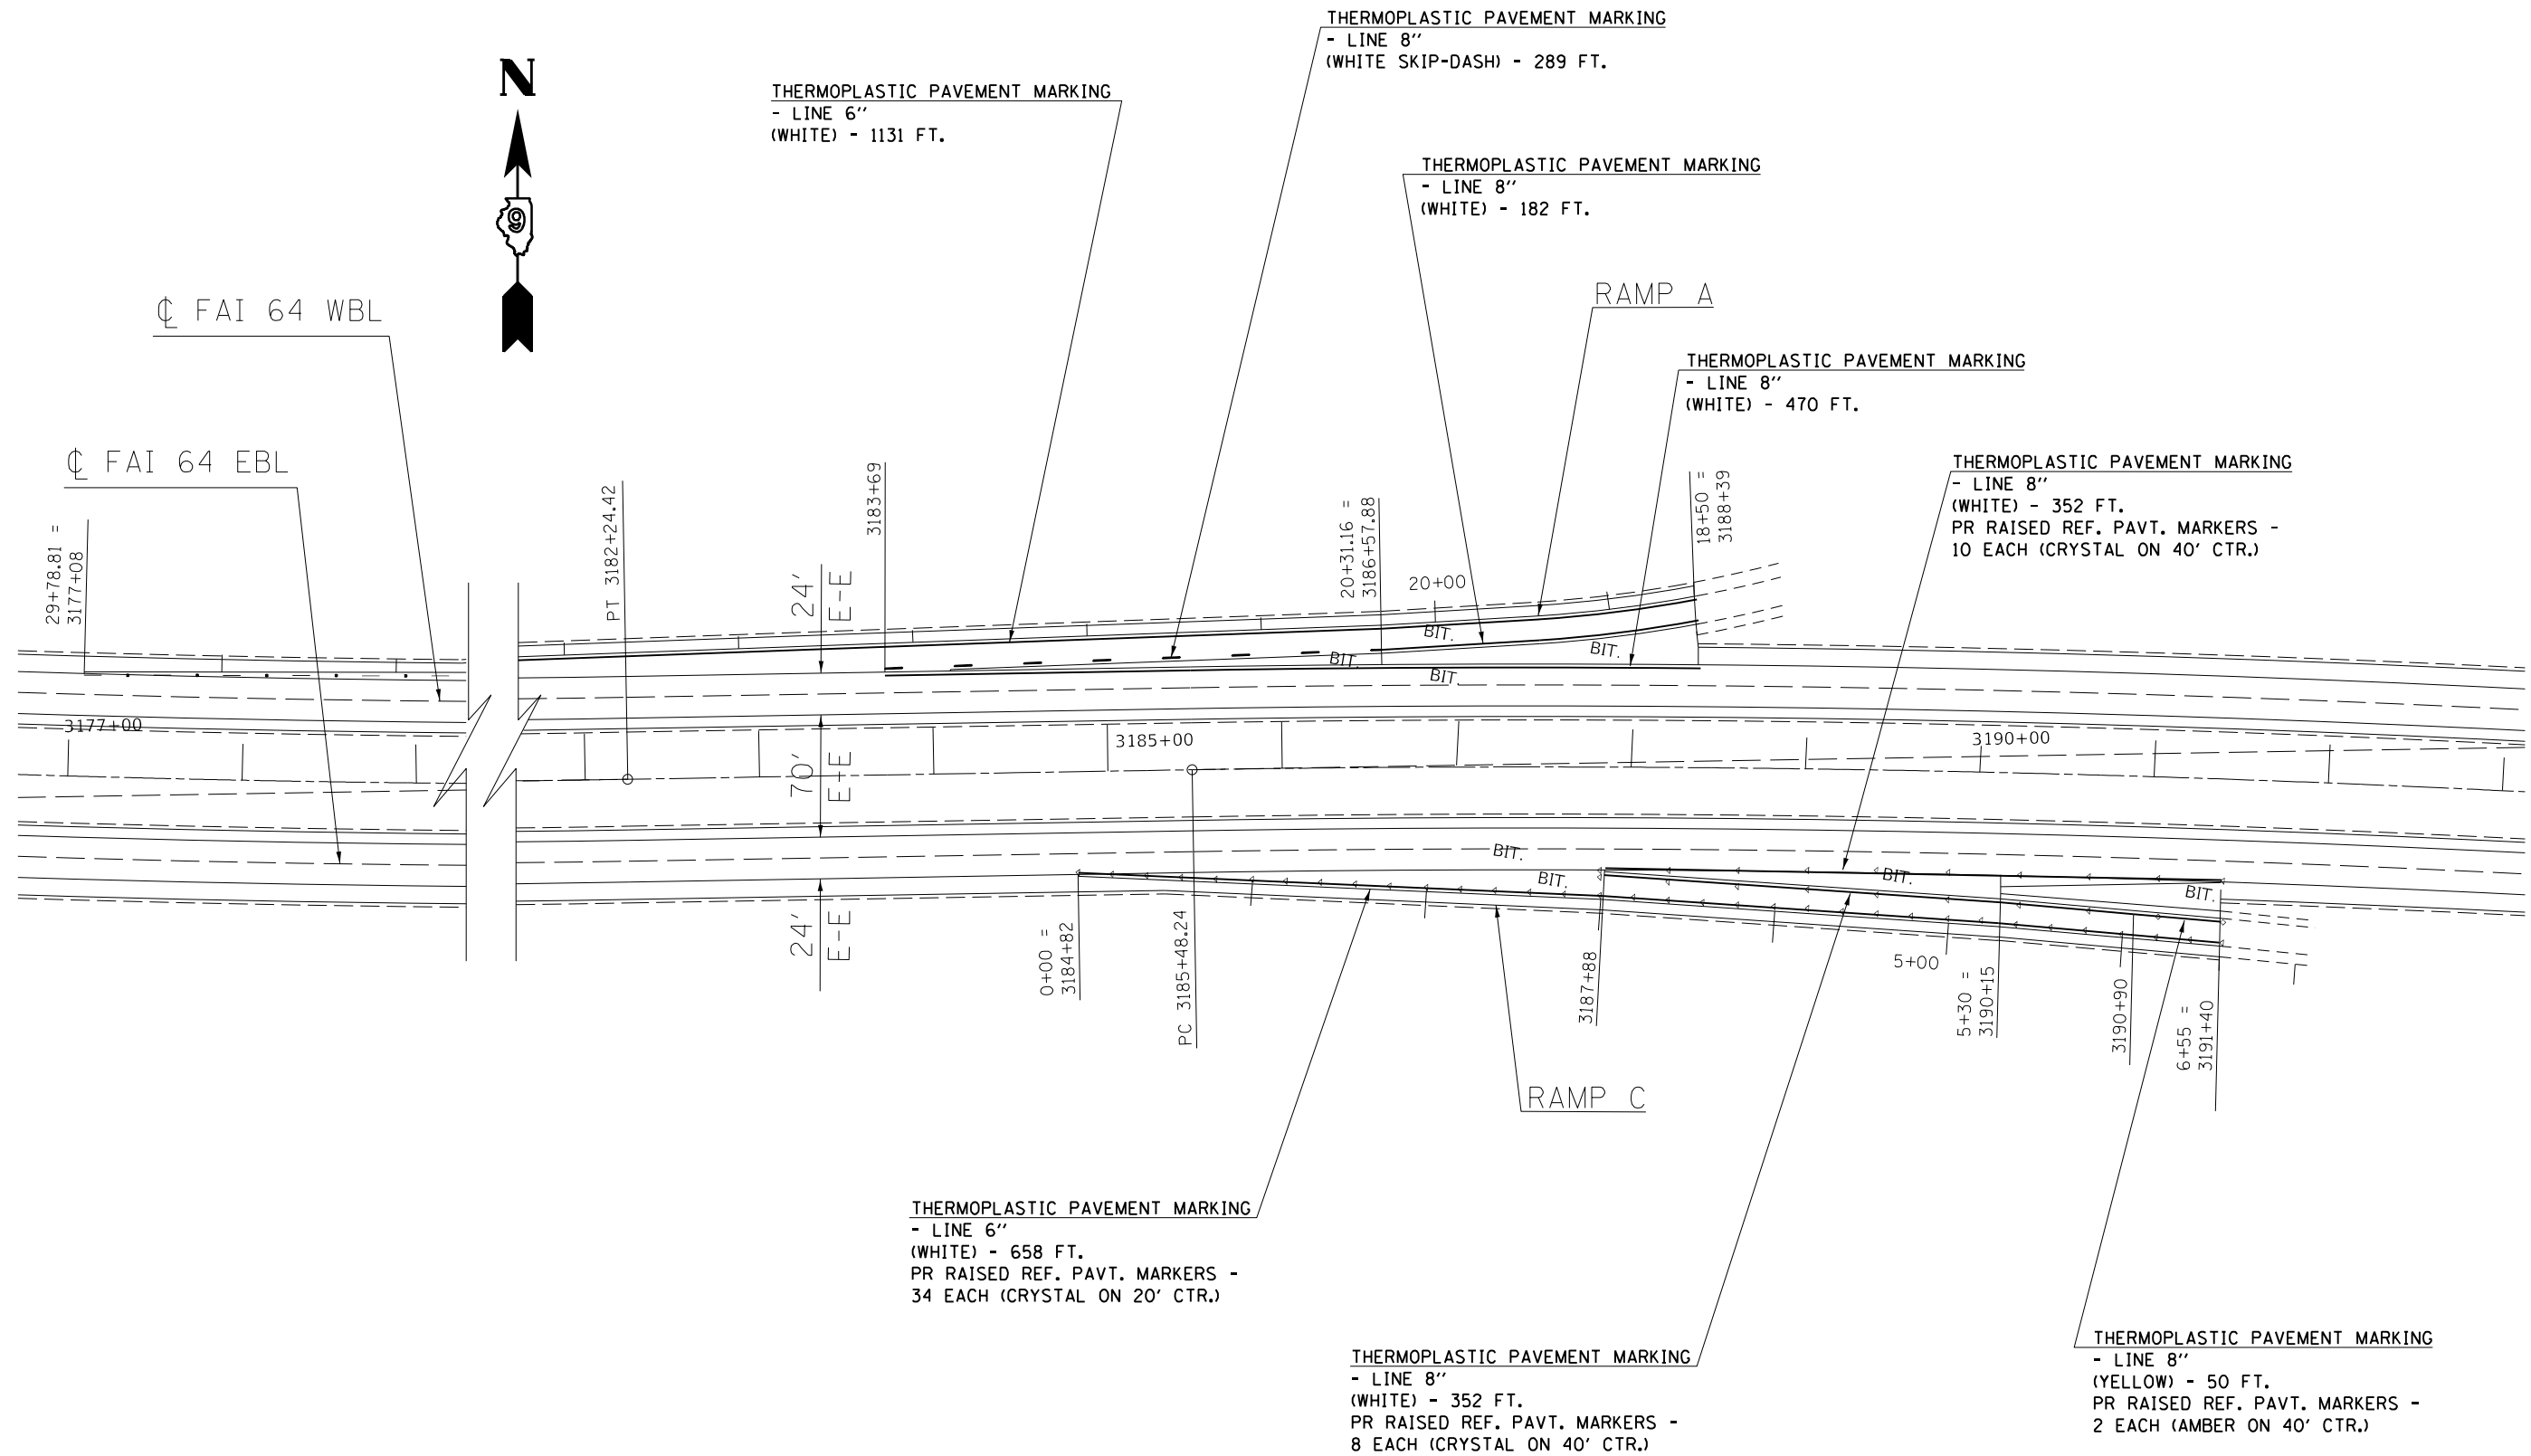 THERMOPLASTIC PAVEMENT MARKING
- LINE 8"
(WHITE SKIP-DASH) - 289 FT.
N
9
THERMOPLASTIC PAVEMENT MARKING
- LINE 6"
(WHITE) - 1131 FT.
THERMOPLASTIC PAVEMENT MARKING
- LINE 8"
(WHITE) - 182 FT.
RAMP A
℄ FAI 64 WBL
THERMOPLASTIC PAVEMENT MARKING
- LINE 8"
(WHITE) - 470 FT.
℄ FAI 64 EBL
THERMOPLASTIC PAVEMENT MARKING
- LINE 8"
(WHITE) - 352 FT.
PR RAISED REF. PAVT. MARKERS -
10 EACH (CRYSTAL ON 40' CTR.)
29+78.81 =
3177+08
PT 3182+24.42
24'
E-E
3183+69
20+31.16 =
3186+57.88
20+00
18+50 =
3188+39
BIT.
BIT.
BIT.
BIT.
3177+00
3185+00
3190+00
70'
E-E
BIT.
BIT.
BIT.
BIT.
24'
E-E
0+00 =
3184+82
PC 3185+48.24
3187+88
5+00
5+30 =
3190+15
3190+90
6+55 =
3191+40
RAMP C
THERMOPLASTIC PAVEMENT MARKING
- LINE 6"
(WHITE) - 658 FT.
PR RAISED REF. PAVT. MARKERS -
34 EACH (CRYSTAL ON 20' CTR.)
THERMOPLASTIC PAVEMENT MARKING
- LINE 8"
(WHITE) - 352 FT.
PR RAISED REF. PAVT. MARKERS -
8 EACH (CRYSTAL ON 40' CTR.)
THERMOPLASTIC PAVEMENT MARKING
- LINE 8"
(YELLOW) - 50 FT.
PR RAISED REF. PAVT. MARKERS -
2 EACH (AMBER ON 40' CTR.)